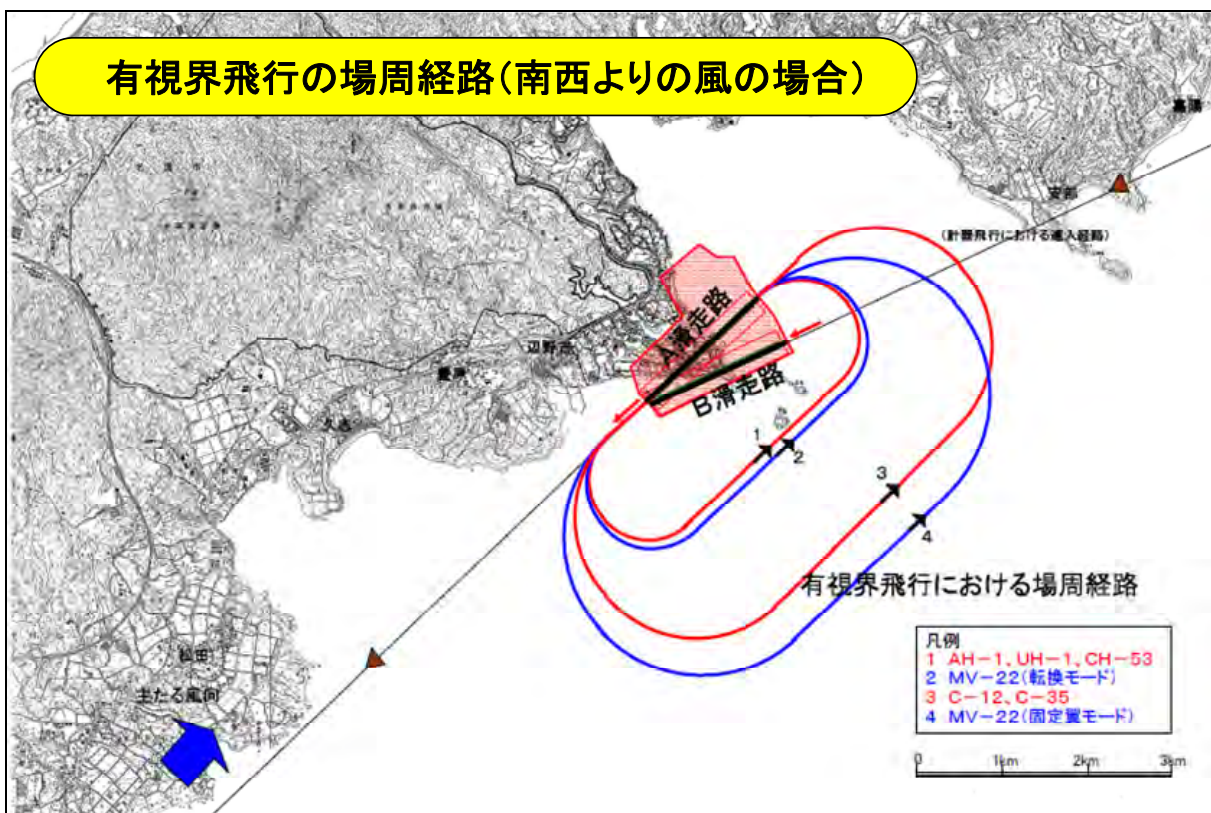 有視界飛行の場周経路(南西よりの風の場合)
嘉陽
安部
(計器飛行における進入経路)
A滑走路
辺野古
豊原
B滑走路
久志
1
2
3
4
有視界飛行における場周経路
松田
主たる風向
凡例
1 AH-1、UH-1、CH-53
2 MV-22(転換モード)
3 C-12、C-35
4 MV-22(固定翼モード)
0 1km 2km 3km